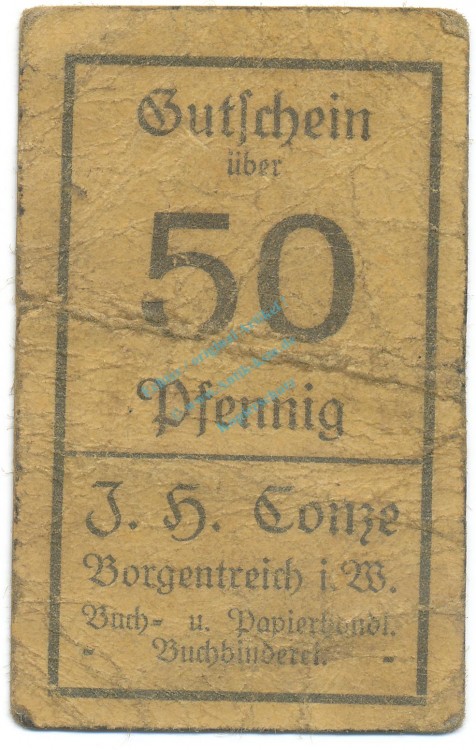 Gutschein
über
50
Pfennig
J. H. Conze
Borgentreich i. W.
Buch- u. Papierhandl.
- Buchbinderei. -